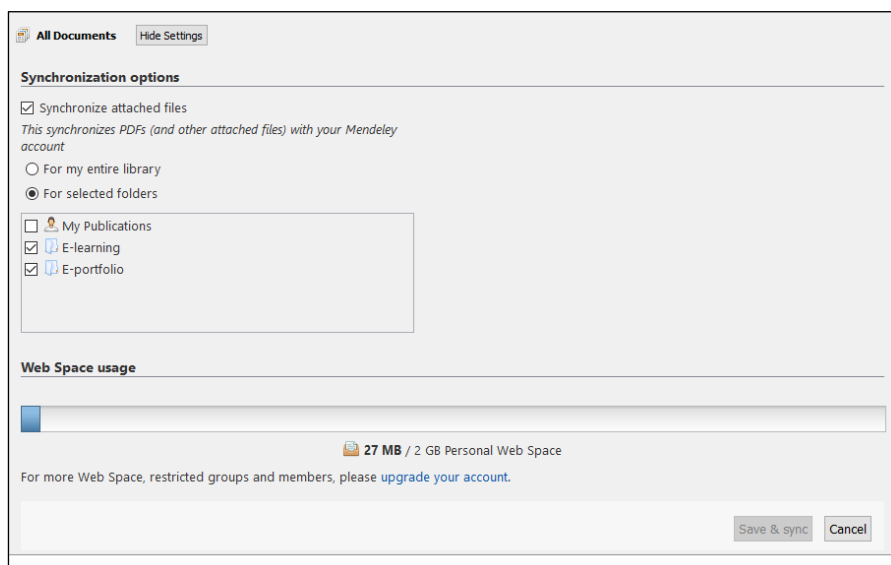 All Documents Hide Settings
Synchronization options
Synchronize attached files
This synchronizes PDFs (and other attached files) with your Mendeley
account
For my entire library
For selected folders
My Publications
E-learning
E-portfolio
Web Space usage
27 MB / 2 GB Personal Web Space
For more Web Space, restricted groups and members, please upgrade your account.
Save & sync Cancel